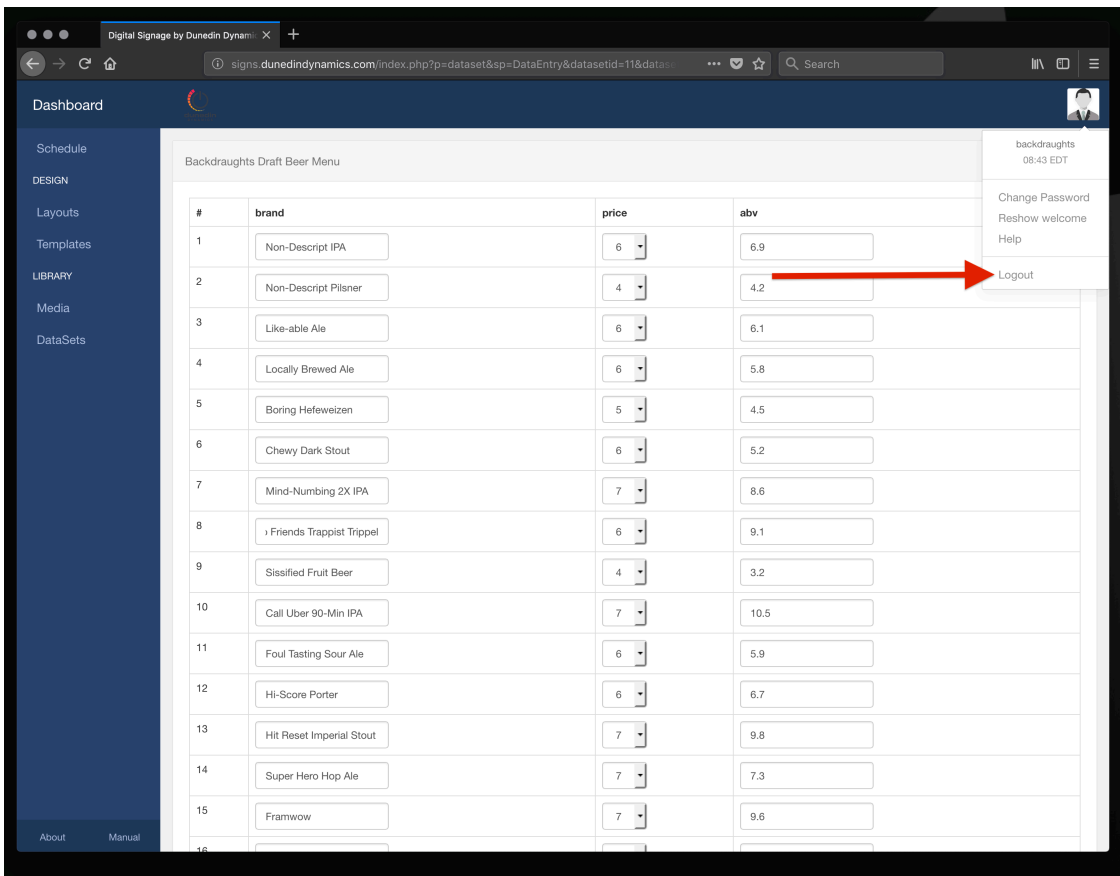 Digital Signage by Dunedin Dynamic
signs.dunedindynamics.com/index.php?p=dataset&sp=DataEntry&datasetid=11&datase
Search
Dashboard
backdraughts
08:43 EDT
Change Password
Reshow welcome
Help
Logout
Schedule
DESIGN
Layouts
Templates
LIBRARY
Media
DataSets
About Manual
Backdraughts Draft Beer Menu
# brand price abv
1 Non-Descript IPA 6 6.9
2 Non-Descript Pilsner 4 4.2
3 Like-able Ale 6 6.1
4 Locally Brewed Ale 6 5.8
5 Boring Hefeweizen 5 4.5
6 Chewy Dark Stout 6 5.2
7 Mind-Numbing 2X IPA 7 8.6
8 Friends Trappist Trippel 6 9.1
9 Sissified Fruit Beer 4 3.2
10 Call Uber 90-Min IPA 7 10.5
11 Foul Tasting Sour Ale 6 5.9
12 Hi-Score Porter 6 6.7
13 Hit Reset Imperial Stout 7 9.8
14 Super Hero Hop Ale 7 7.3
15 Framwow 7 9.6
16